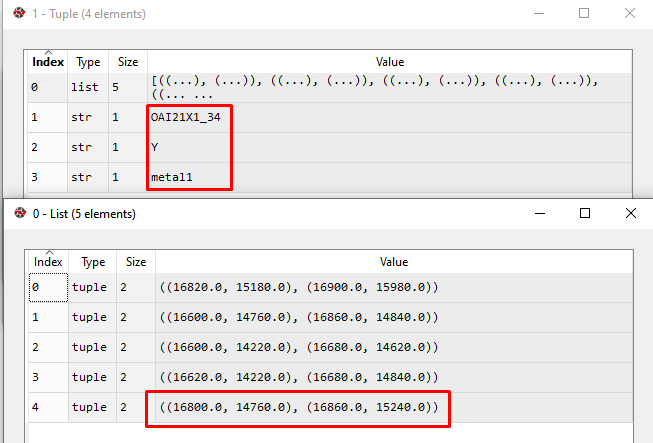 1 - Tuple (4 elements)
Index Type Size Value
0 list 5 [((...), (...)), ((...), (...)), ((...), (...)), ((...), (...)),
((... ...
1 str 1 OAI21X1_34
2 str 1 Y
3 str 1 metal1
0 - List (5 elements)
Index Type Size Value
0 tuple 2 ((16820.0, 15180.0), (16900.0, 15980.0))
1 tuple 2 ((16600.0, 14760.0), (16860.0, 14840.0))
2 tuple 2 ((16600.0, 14220.0), (16680.0, 14620.0))
3 tuple 2 ((16620.0, 14220.0), (16680.0, 14840.0))
4 tuple 2 ((16800.0, 14760.0), (16860.0, 15240.0))